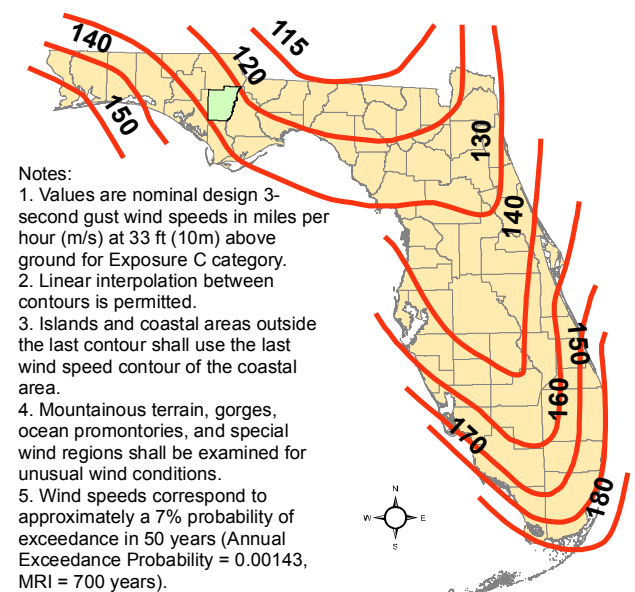 115
140
120
150
130
140
Notes:
1. Values are nominal design 3-
second gust wind speeds in miles per
hour (m/s) at 33 ft (10m) above
ground for Exposure C category.
2. Linear interpolation between
contours is permitted.
3. Islands and coastal areas outside
the last contour shall use the last
wind speed contour of the coastal
area.
4. Mountainous terrain, gorges,
ocean promontories, and special
wind regions shall be examined for
unusual wind conditions.
5. Wind speeds correspond to
approximately a 7% probability of
exceedance in 50 years (Annual
Exceedance Probability = 0.00143,
MRI = 700 years).
150
160
170
180
N
W E
S